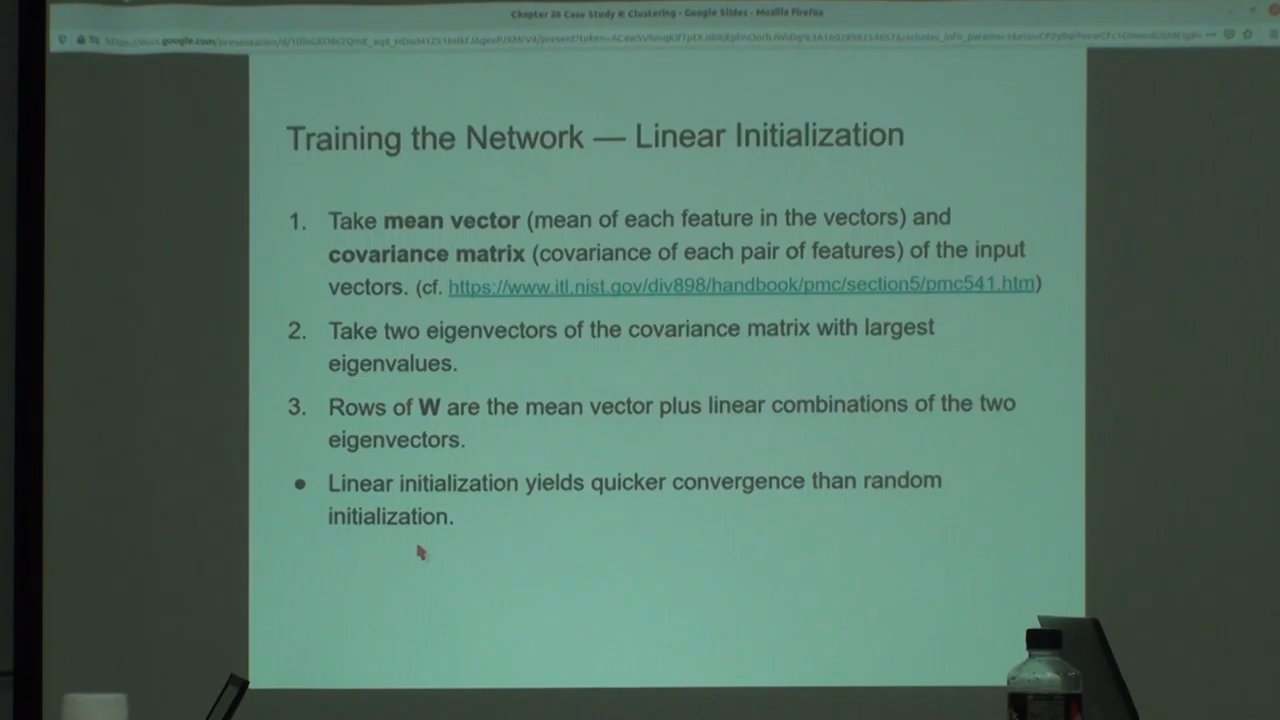 Chapter 20 Case Study & Clustering - Google Slides - Mozilla Firefox
Training the Network — Linear Initialization
1. Take mean vector (mean of each feature in the vectors) and
covariance matrix (covariance of each pair of features) of the input
vectors. (cf. https://www.itl.nist.gov/div898/handbook/pmc/section5/pmc541.htm)
2. Take two eigenvectors of the covariance matrix with largest
eigenvalues.
3. Rows of W are the mean vector plus linear combinations of the two
eigenvectors.
● Linear initialization yields quicker convergence than random
initialization.